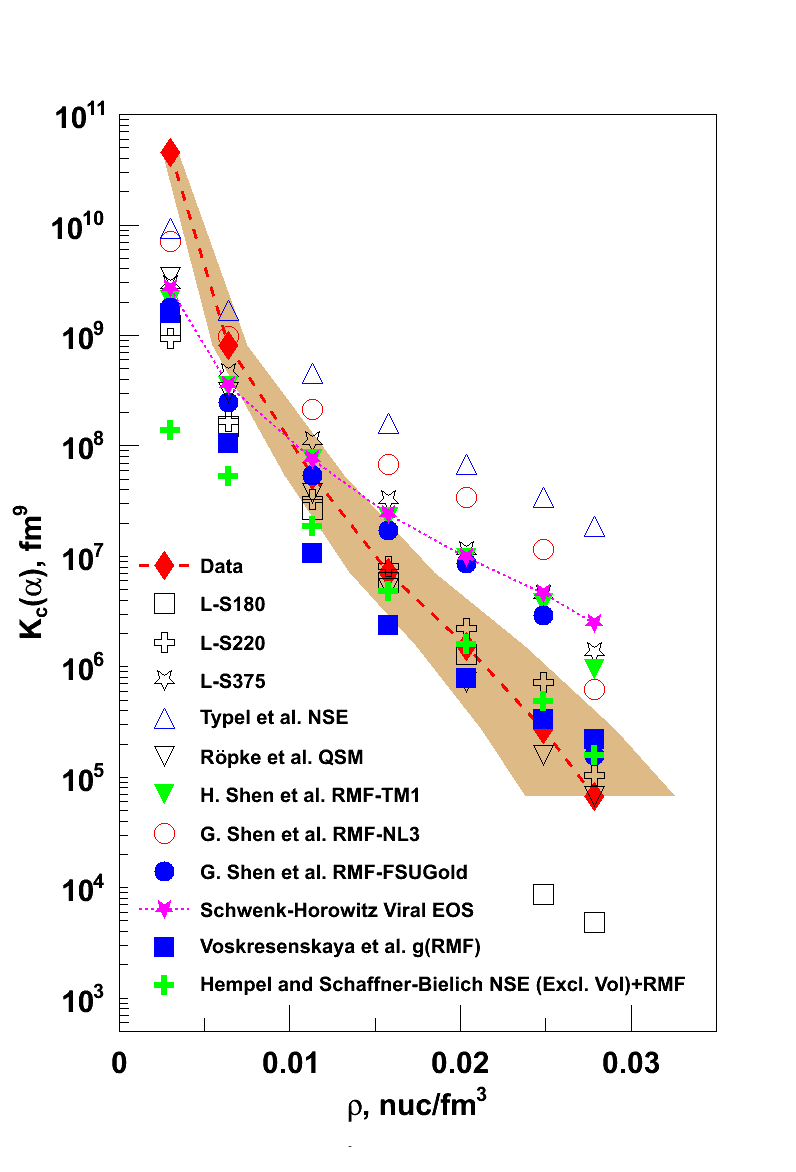 10^11
10^10
10^9
10^8
10^7
10^6
10^5
10^4
10^3
K_c(α), fm^9
Data
L-S180
L-S220
L-S375
Typel et al. NSE
Röpke et al. QSM
H. Shen et al. RMF-TM1
G. Shen et al. RMF-NL3
G. Shen et al. RMF-FSUGold
Schwenk-Horowitz Viral EOS
Voskresenskaya et al. g(RMF)
Hempel and Schaffner-Bielich NSE (Excl. Vol)+RMF
0 0.01 0.02 0.03
ρ, nuc/fm^3